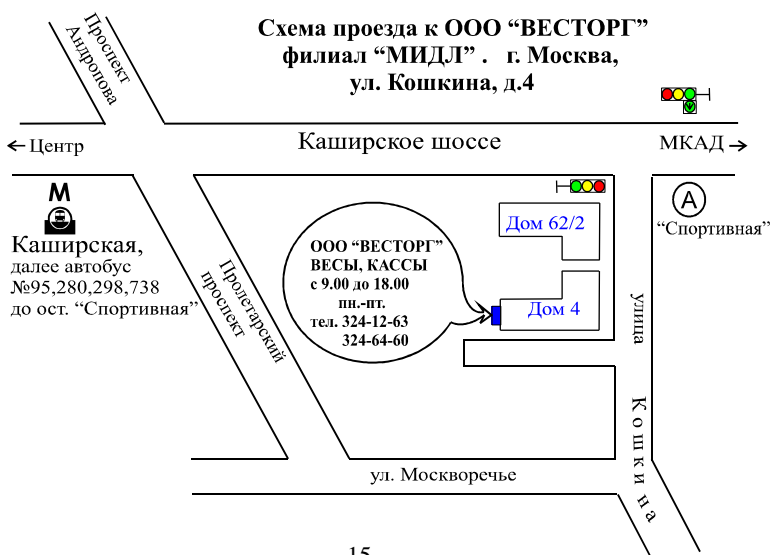 Схема проезда к ООО “ВЕСТОРГ”
филиал “МИДЛ” . г. Москва,
ул. Кошкина, д.4
Проспект
Андропова
← Центр
Каширское шоссе
МКАД →
М
Каширская,
далее автобус
№95,280,298,738
до ост. “Спортивная”
А
“Спортивная”
Пролетарский
проспект
ООО “ВЕСТОРГ”
ВЕСЫ, КАССЫ
с 9.00 до 18.00
пн.-пт.
тел. 324-12-63
324-64-60
Дом 62/2
Дом 4
улица
Кошкина
ул. Москворечье
15